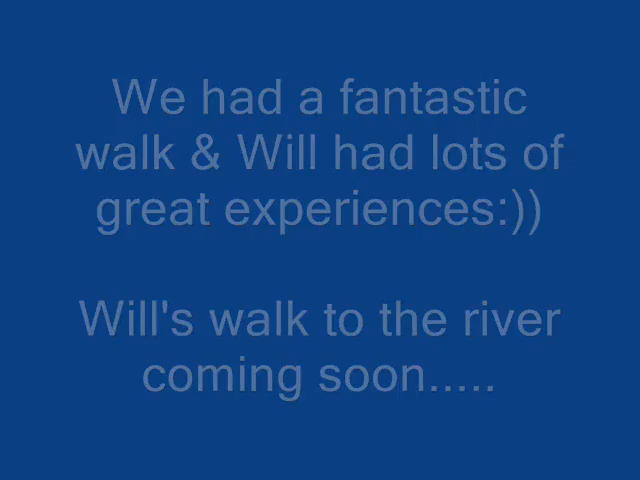 We had a fantastic
walk & Will had lots of
great experiences:))
Will's walk to the river
coming soon.....